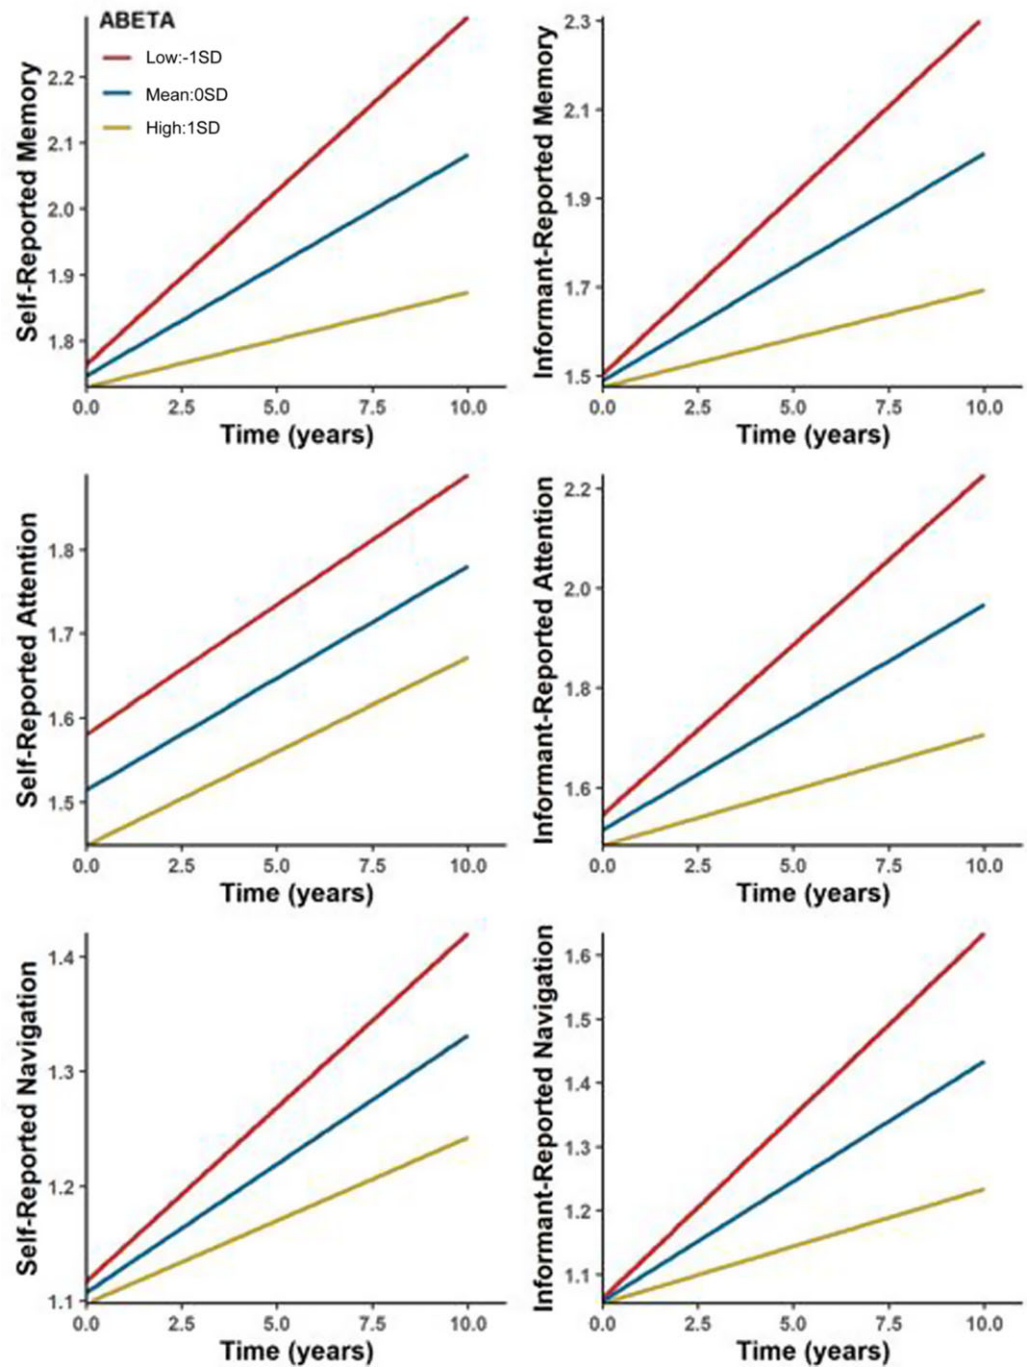 ABETA
Low:-1SD
Mean:0SD
High:1SD
Self-Reported Memory
2.2
2.1
2.0
1.9
1.8
0.0 2.5 5.0 7.5 10.0
Time (years)
Informant-Reported Memory
2.3
2.1
1.9
1.7
1.5
0.0 2.5 5.0 7.5 10.0
Time (years)
Self-Reported Attention
1.8
1.7
1.6
1.5
0.0 2.5 5.0 7.5 10.0
Time (years)
Informant-Reported Attention
2.2
2.0
1.8
1.6
0.0 2.5 5.0 7.5 10.0
Time (years)
Self-Reported Navigation
1.4
1.3
1.2
1.1
0.0 2.5 5.0 7.5 10.0
Time (years)
Informant-Reported Navigation
1.6
1.5
1.4
1.3
1.2
1.1
0.0 2.5 5.0 7.5 10.0
Time (years)